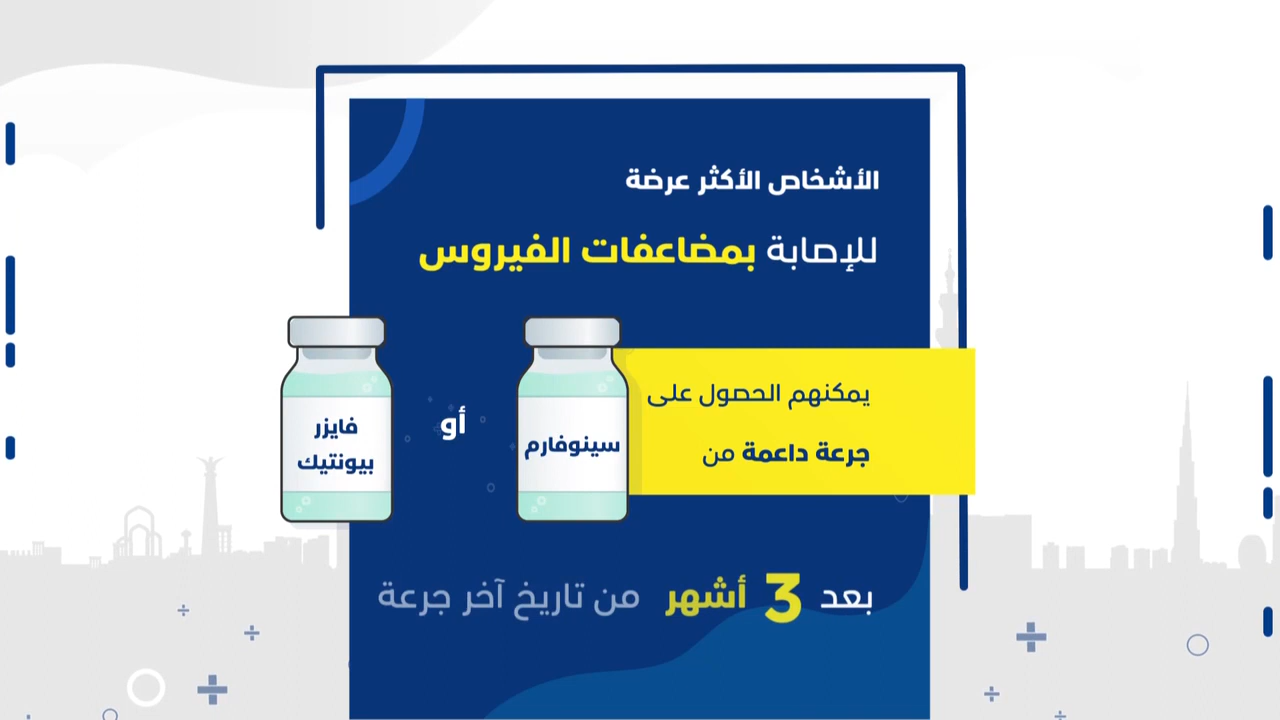 الأشخاص الأكثر عرضة
للإصابة بمضاعفات الفيروس
يمكنهم الحصول على
جرعة داعمة من
سينوفارم
أو
فايزر
بيونتيك
بعد 3 أشهر من تاريخ آخر جرعة